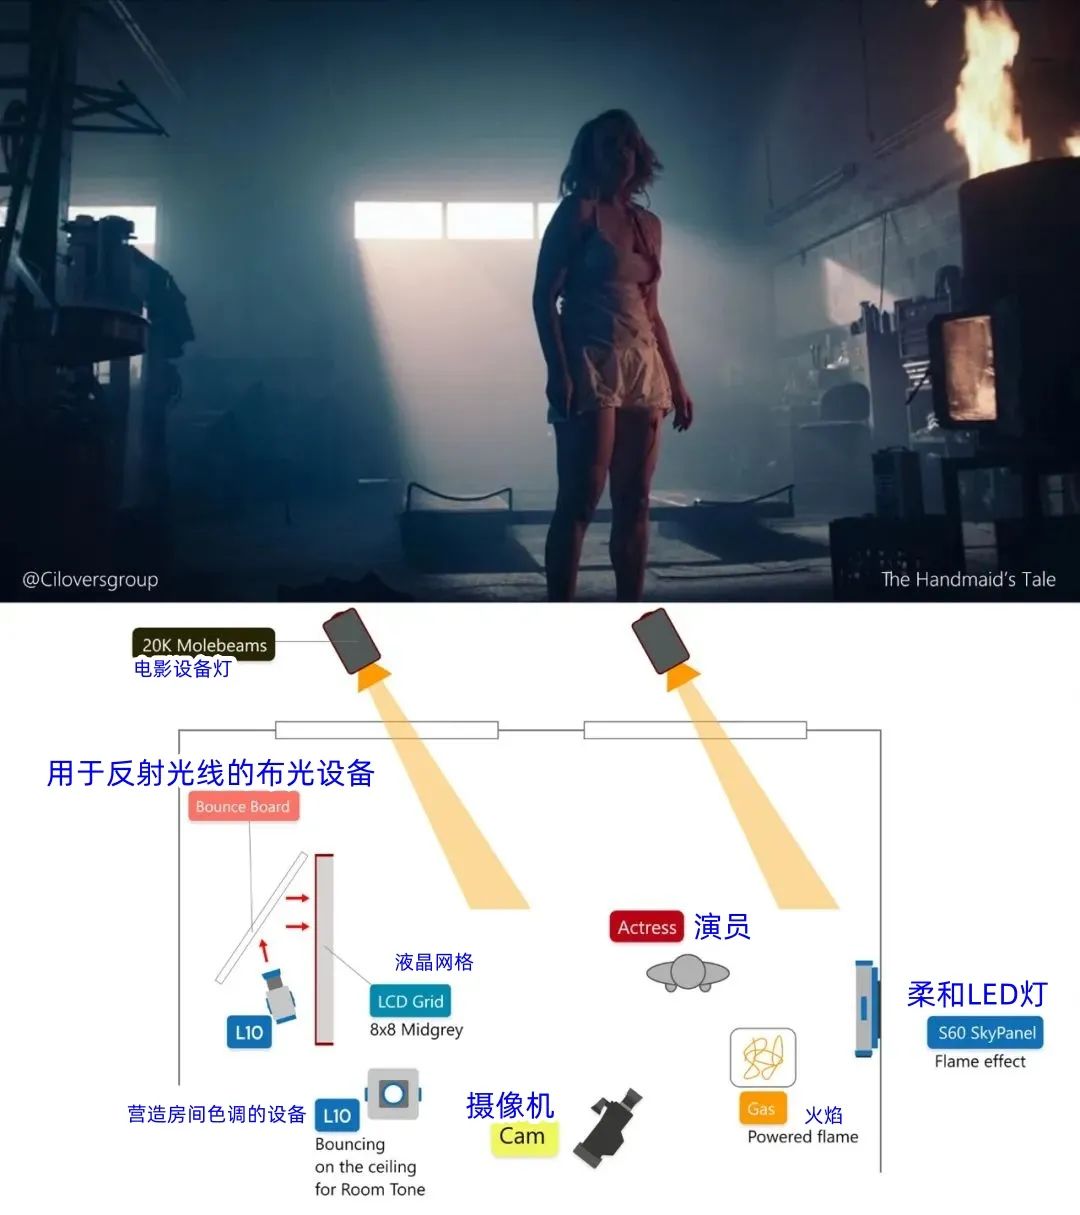 @Ciloversgroup
The Handmaid's Tale
20K Molebeams
电影设备灯
用于反射光线的布光设备
Bounce Board
Actress 演员
液晶网格
LCD Grid
8x8 Midgrey
L10
柔和LED灯
S60 SkyPanel
Flame effect
营造房间色调的设备
L10
Bouncing
on the ceiling
for Room Tone
摄像机
Cam
Gas 火焰
Powered flame